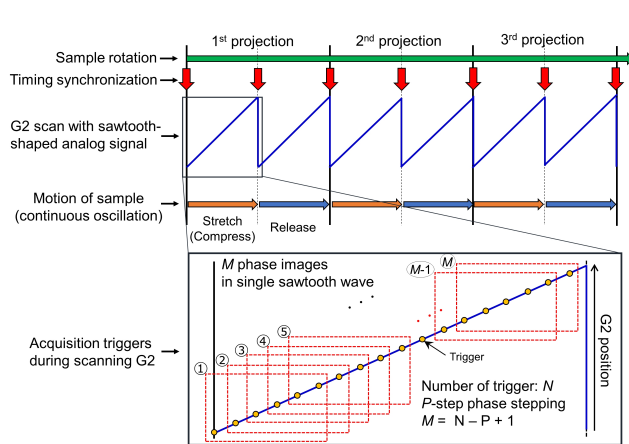 1st projection
2nd projection
3rd projection
Sample rotation
Timing synchronization
G2 scan with sawtooth-
shaped analog signal
Motion of sample
(continuous oscillation)
Stretch
(Compress)
Release
M phase images
in single sawtooth wave
M-1
M
①
②
③
④
⑤
Acquisition triggers
during scanning G2
Trigger
Number of trigger: N
P-step phase stepping
M = N – P + 1
G2 position